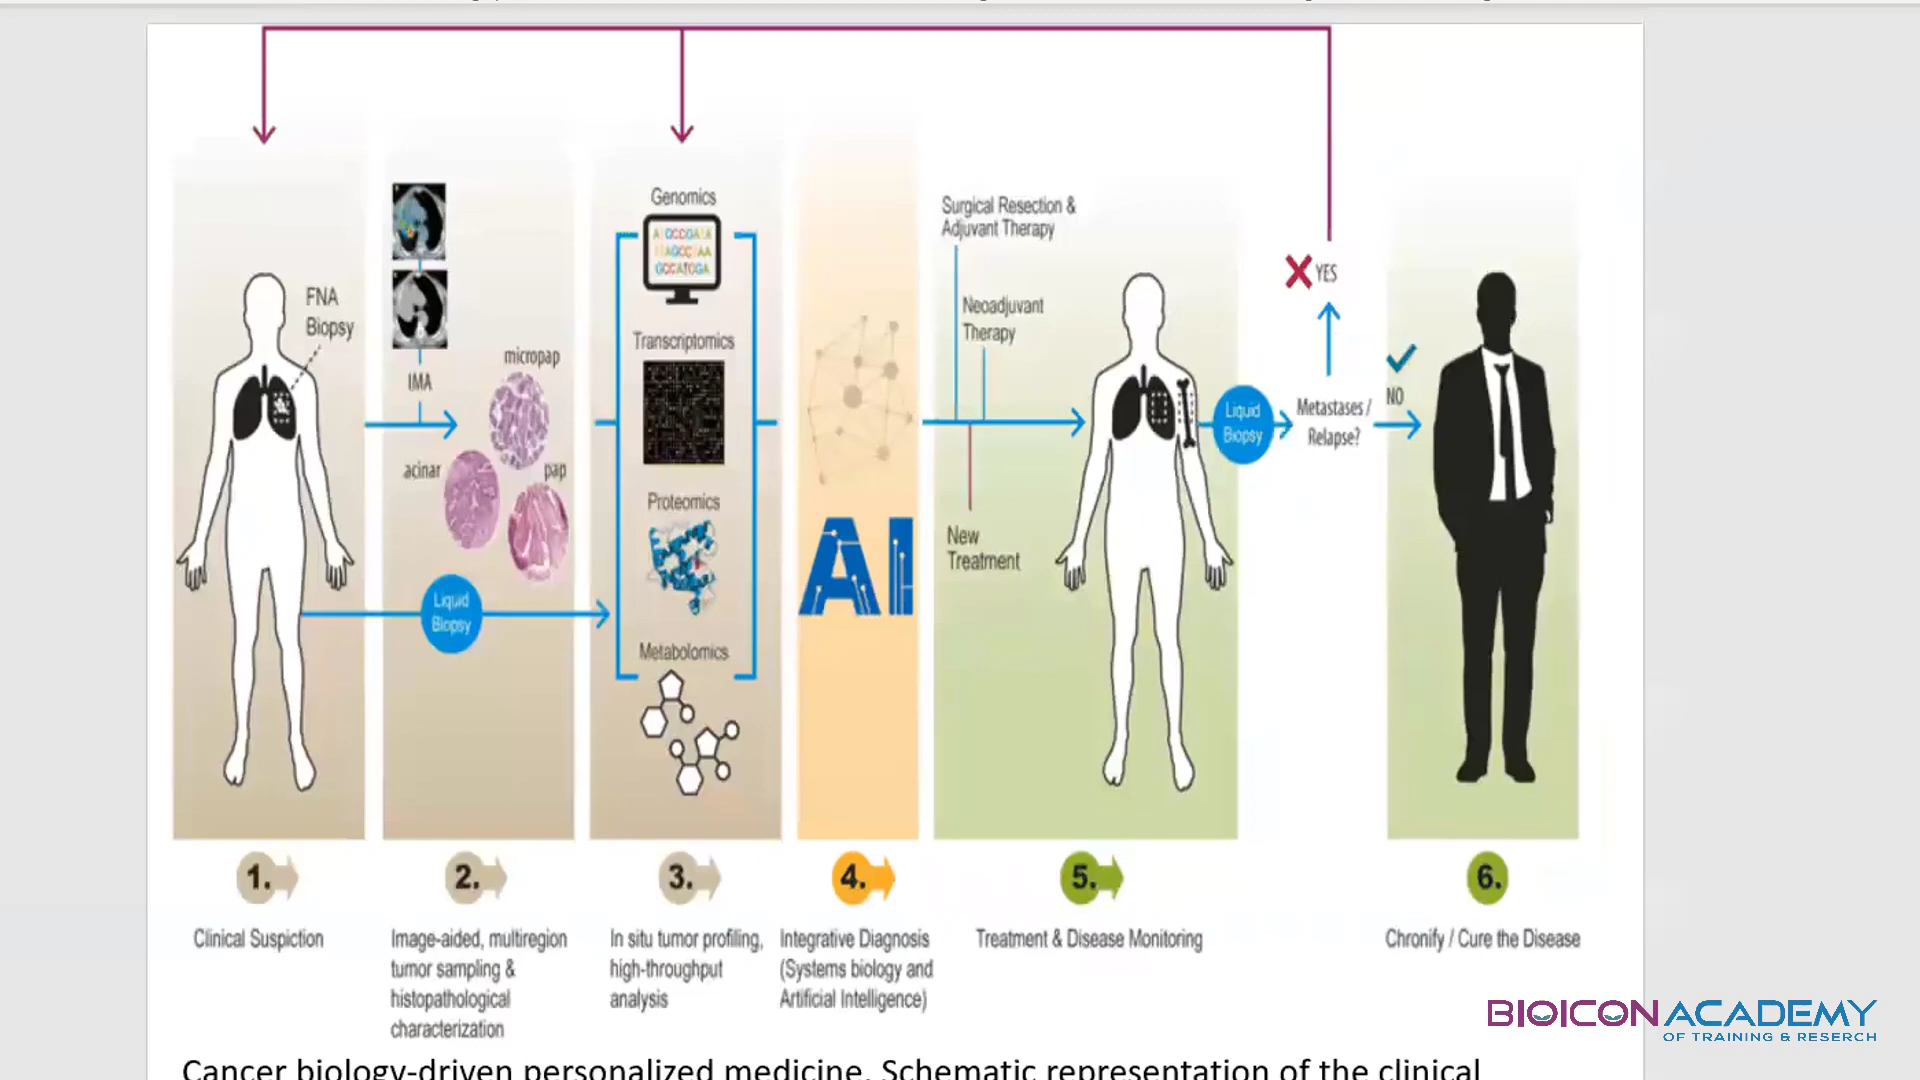 Genomics
Surgical Resection &
Adjuvant Therapy
FNA
Biopsy
Neoadjuvant
Therapy
YES
Transcriptomics
micropap
IMA
NO
Liquid
Biopsy
Metastases /
Relapse?
acinar
pap
Proteomics
New
Treatment
AI
Liquid
Biopsy
Metabolomics
1.
2.
3.
4.
5.
6.
Clinical Suspiction
Image-aided, multiregion
tumor sampling &
histopathological
characterization
In situ tumor profiling,
high-throughput
analysis
Integrative Diagnosis
(Systems biology and
Artificial Intelligence)
Treatment & Disease Monitoring
Chronify / Cure the Disease
BIOICON ACADEMY
OF TRAINING & RESERCH
Cancer biology-driven personalized medicine. Schematic representation of the clinical